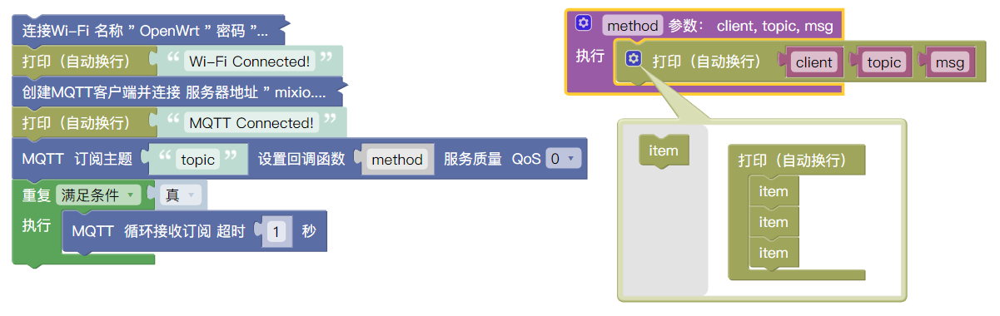 连接Wi-Fi 名称 " OpenWrt " 密码 "...
打印（自动换行） “ Wi-Fi Connected! ”
创建MQTT客户端并连接 服务器地址 " mixio....
打印（自动换行） “ MQTT Connected! ”
MQTT 订阅主题 “ topic ” 设置回调函数 method 服务质量 QoS 0
重复 满足条件 真
执行 MQTT 循环接收订阅 超时 1 秒
method 参数： client, topic, msg
执行 打印（自动换行） client topic msg
item
打印（自动换行）
item
item
item